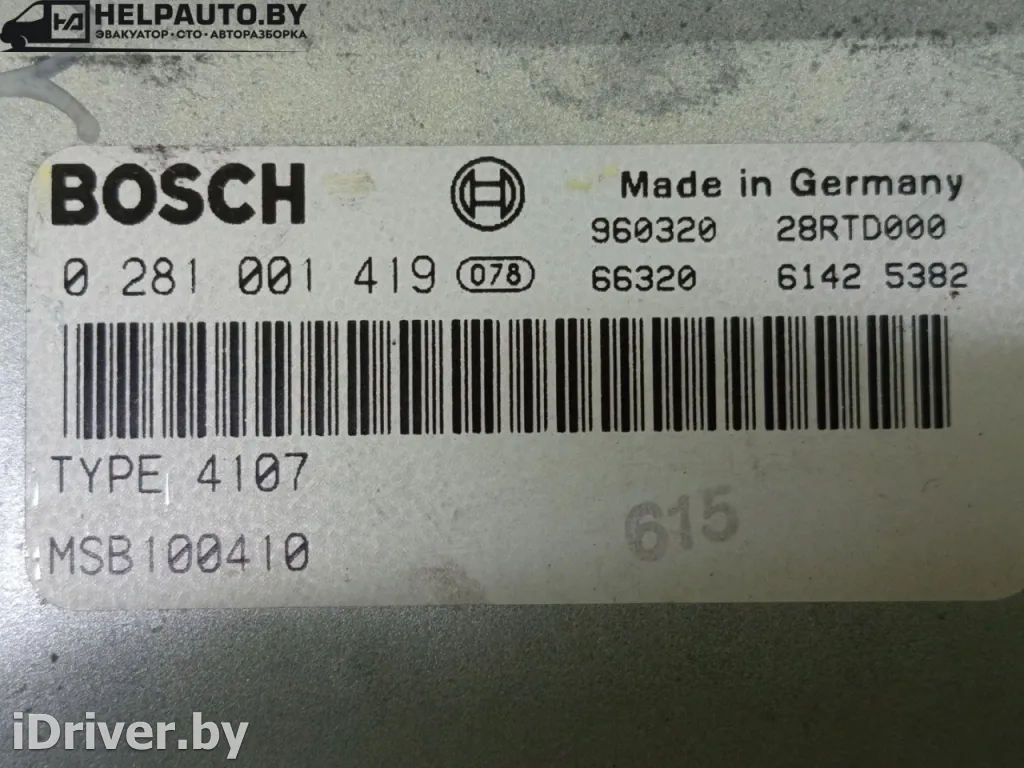 HELPAUTO.BY
ЭВАКУАТОР·СТО·АВТОРАЗБОРКА
BOSCH
Made in Germany
960320 28RTD000
0 281 001 419 078
66320 6142 5382
TYPE 4107
MSB100410
615
iDriver.by